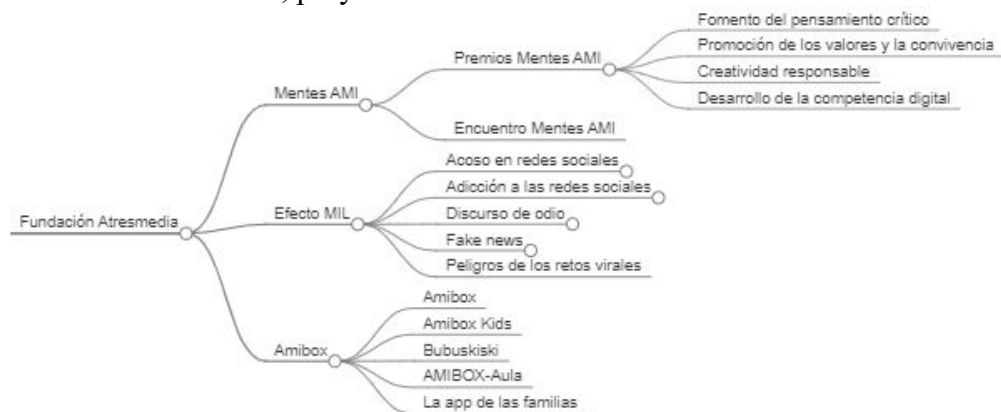 Fomento del pensamiento crítico
Promoción de los valores y la convivencia
Premios Mentes AMI
Creatividad responsable
Desarrollo de la competencia digital
Mentes AMI
Encuentro Mentes AMI
Acoso en redes sociales
Adicción a las redes sociales
Fundación Atresmedia
Efecto MIL
Discurso de odio
Fake news
Peligros de los retos virales
Amibox
Amibox Kids
Amibox
Bubuskiski
AMIBOX-Aula
La app de las familias